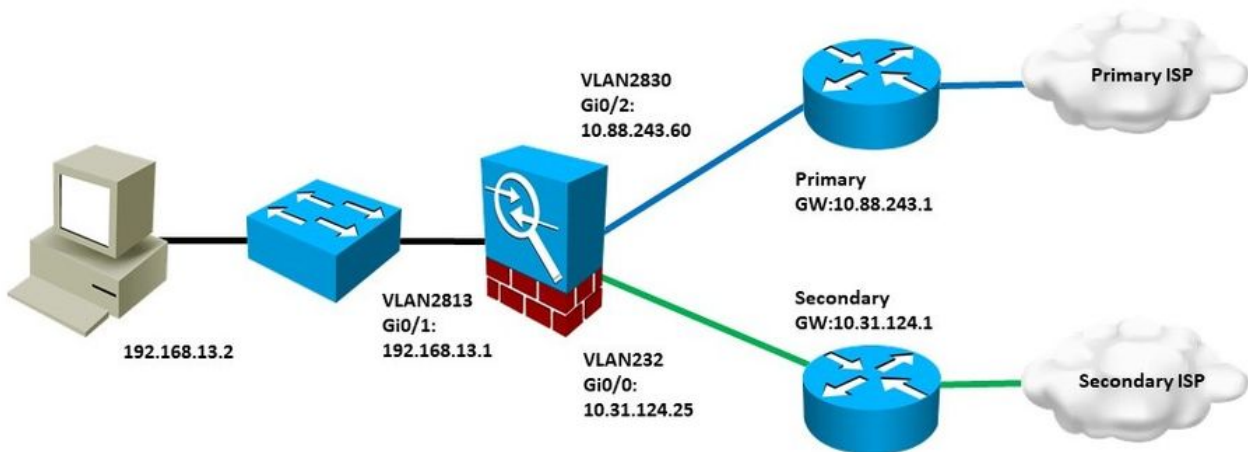 VLAN2830
Gi0/2:
10.88.243.60
Primary ISP
Primary
GW:10.88.243.1
192.168.13.2
VLAN2813
Gi0/1:
192.168.13.1
VLAN232
Gi0/0:
10.31.124.25
Secondary
GW:10.31.124.1
Secondary ISP